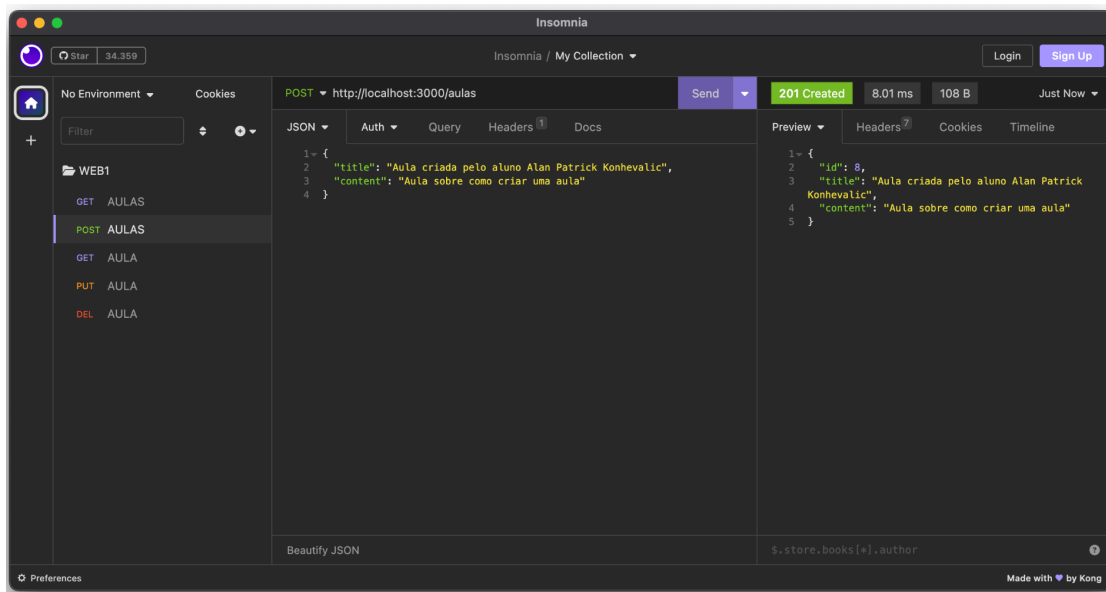 Insomnia
Star 34.359
Insomnia / My Collection
Login Sign Up
No Environment Cookies
POST http://localhost:3000/aulas Send
201 Created 8.01 ms 108 B Just Now
Filter
JSON Auth Query Headers 1 Docs
Preview Headers 7 Cookies Timeline
WEB1
GET AULAS
POST AULAS
GET AULA
PUT AULA
DEL AULA
1 {
2 "title": "Aula criada pelo aluno Alan Patrick Konhevalic",
3 "content": "Aula sobre como criar uma aula"
4 }
1 {
2 "id": 8,
3 "title": "Aula criada pelo aluno Alan Patrick
Konhevalic",
4 "content": "Aula sobre como criar uma aula"
5 }
Beautify JSON
$.store.books[*].author
Preferences
Made with 💜 by Kong